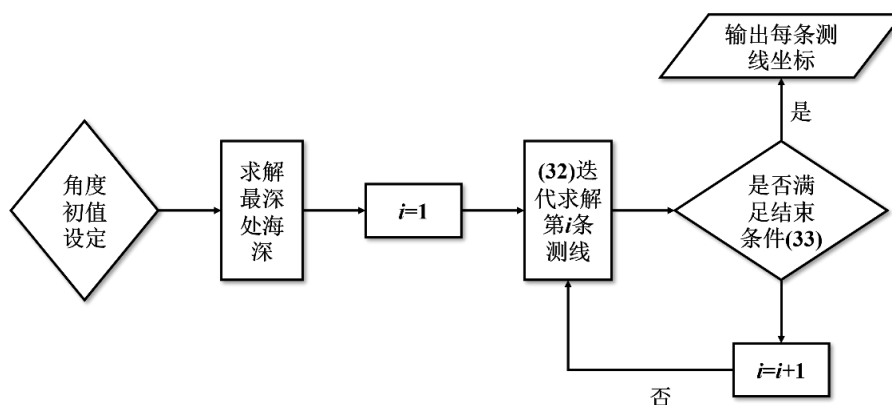 输出每条测
线坐标
是
角度
初值
设定
求解
最深
处海
深
i=1
(32)迭
代求解
第i条
测线
是否满
足结束
条件(33)
i=i+1
否